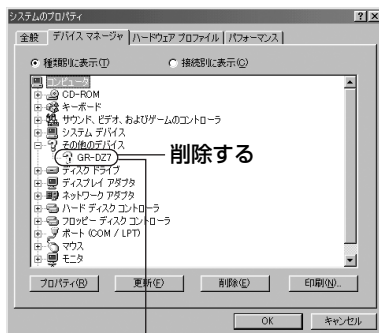 システムのプロパティ
全般 デバイス マネージャ ハードウェア プロファイル パフォーマンス
種類別に表示(T) 接続別に表示(C)
コンピュータ
CD-ROM
キーボード
サウンド、ビデオ、およびゲームのコントローラ
システム デバイス
その他のデバイス
GR-DZ7
削除する
ディスク ドライブ
ディスプレイ アダプタ
ネットワーク アダプタ
ハード ディスク コントローラ
フロッピー ディスク コントローラ
ポート (COM / LPT)
マウス
モニタ
プロパティ(R) 更新(F) 削除(E) 印刷(N)...
OK キャンセル